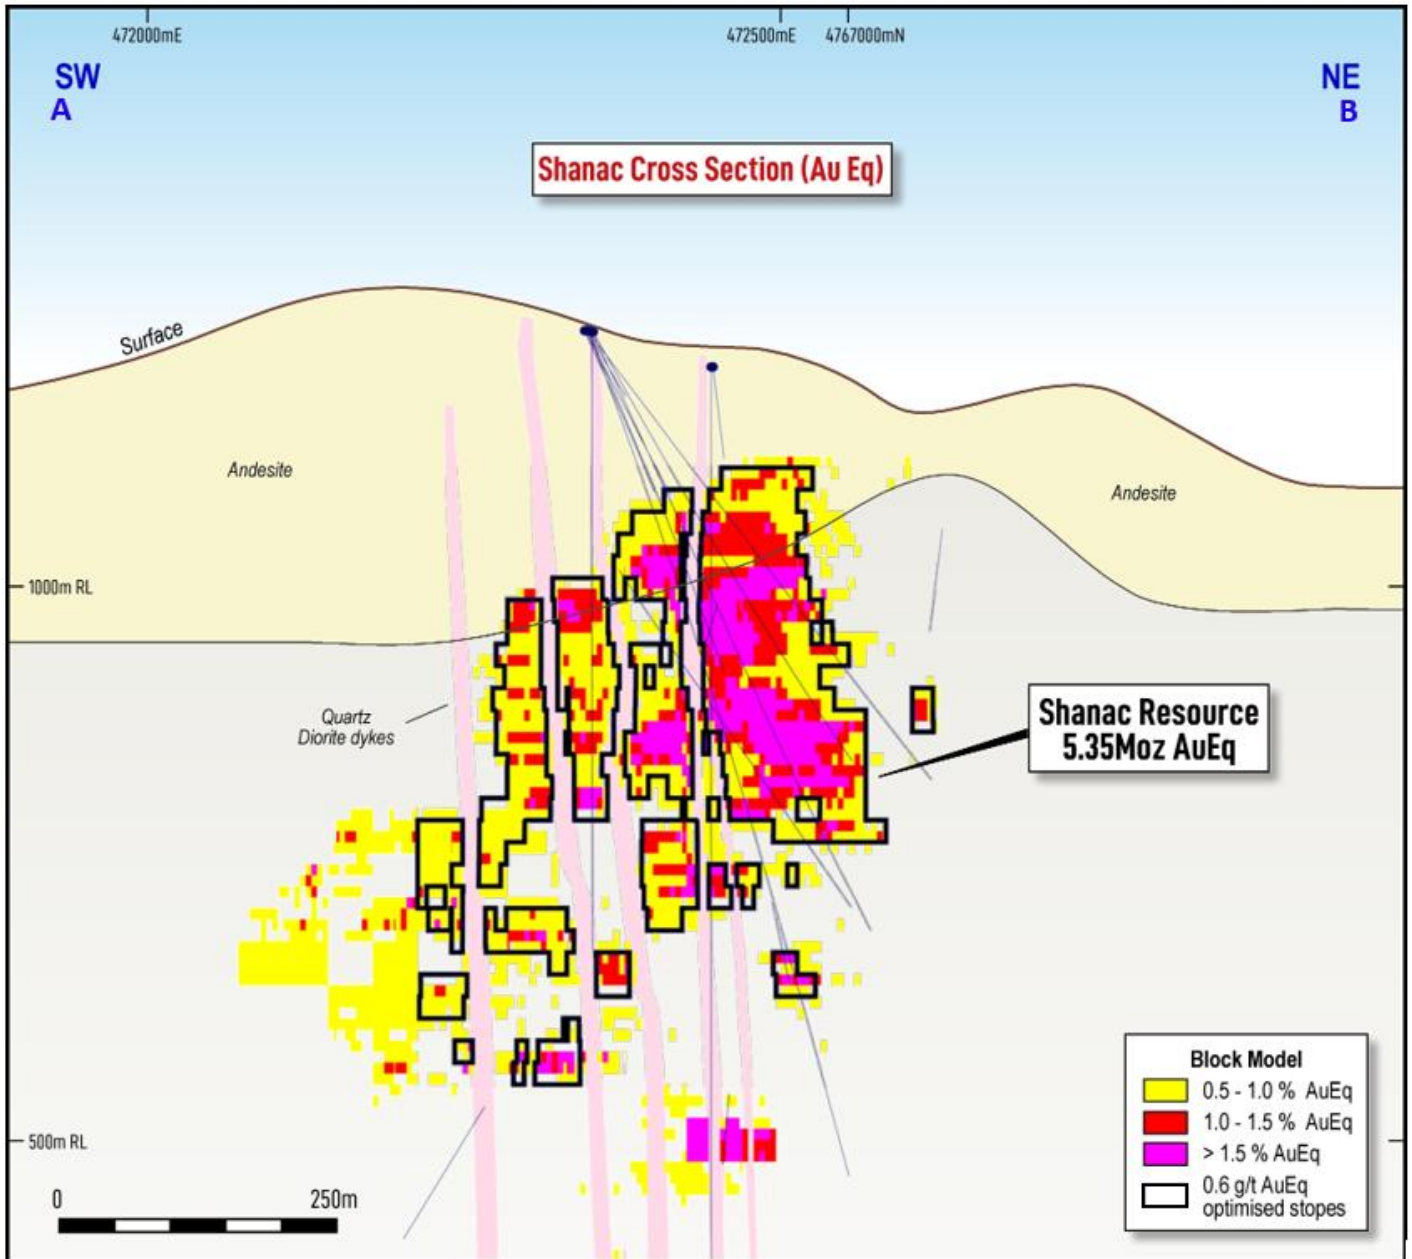 472000mE
472500mE
4767000mN
SW
A
NE
B
Shanac Cross Section (Au Eq)
Surface
Andesite
Andesite
1000m RL
Quartz
Diorite dykes
Shanac Resource
5.35Moz AuEq
500m RL
0
250m
Block Model
0.5 - 1.0 % AuEq
1.0 - 1.5 % AuEq
> 1.5 % AuEq
0.6 g/t AuEq
optimised stopes